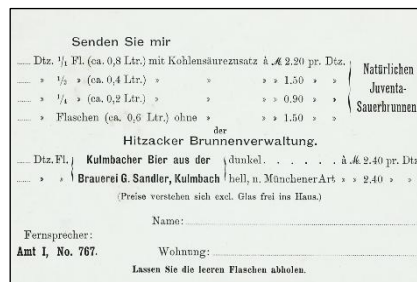 Senden Sie mir
Dtz. 1/1 Fl. (ca. 0,8 Ltr.) mit Kohlensäurezusatz à ℳ 2.20 pr. Dtz.
» 1/2 » (ca. 0,4 Ltr.) » » » » 1.50 » »
» 1/4 » (ca. 0,2 Ltr.) » » » » 0.90 » »
» Flaschen (ca. 0,6 Ltr.) ohne » » » 1.50 » »
Natürlichen
Juventa-
Sauerbrunnen
der
Hitzacker Brunnenverwaltung.
Dtz. Fl. Kulmbacher Bier aus der dunkel . . . . . . à ℳ 2.40 pr. Dtz
» » Brauerei G. Sandler, Kulmbach hell, n. Münchener Art » » 2.40 » »
(Preise verstehen sich excl. Glas frei ins Haus.)
Name:
Fernsprecher:
Amt I, No. 767.
Wohnung:
Lassen Sie die leeren Flaschen abholen.